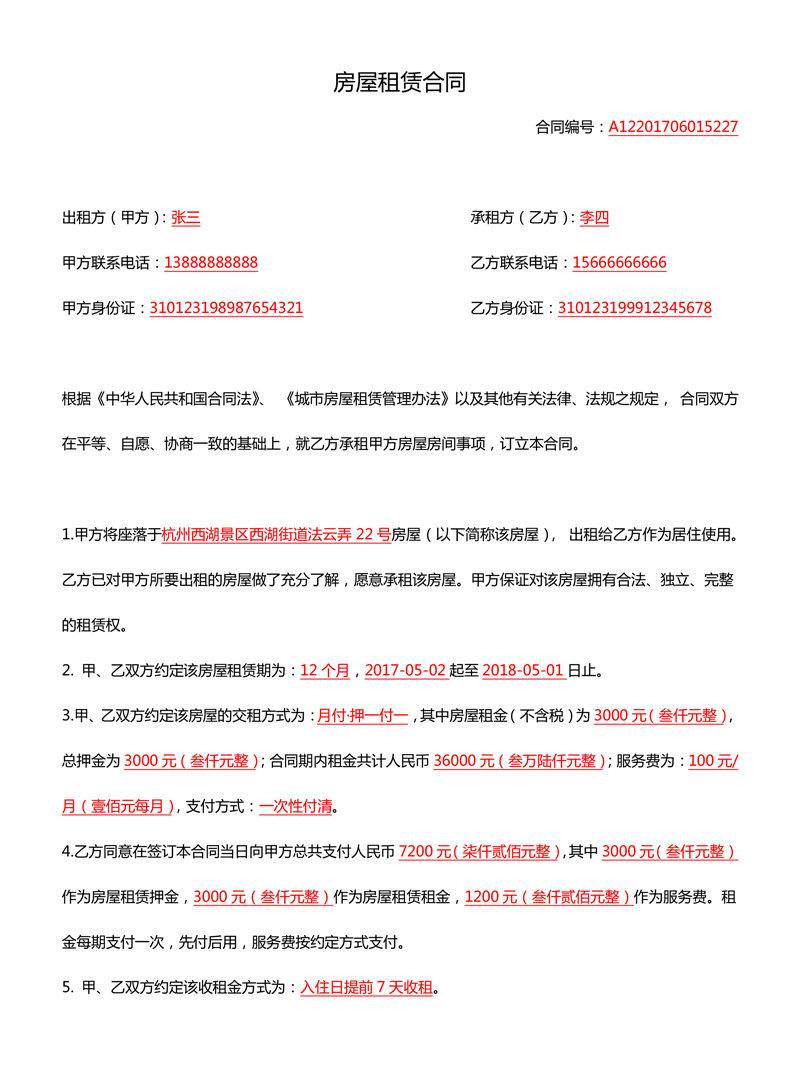 房屋租赁合同
合同编号：A12201706015227
出租方（甲方）：张三 承租方（乙方）：李四
甲方联系电话：13888888888 乙方联系电话：15666666666
甲方身份证：310123198987654321 乙方身份证：310123199912345678
根据《中华人民共和国合同法》、 《城市房屋租赁管理办法》以及其他有关法律、法规之规定， 合同双方
在平等、自愿、协商一致的基础上，就乙方承租甲方房屋房间事项，订立本合同。
1.甲方将座落于杭州西湖景区西湖街道法云弄 22 号房屋（以下简称该房屋）， 出租给乙方作为居住使用。
乙方已对甲方所要出租的房屋做了充分了解，愿意承租该房屋。甲方保证对该房屋拥有合法、独立、完整
的租赁权。
2. 甲、乙双方约定该房屋租赁期为：12 个月，2017-05-02 起至 2018-05-01 日止。
3.甲、乙双方约定该房屋的交租方式为：月付·押一付一，其中房屋租金（不含税）为 3000 元（叁仟元整），
总押金为 3000 元（叁仟元整）；合同期内租金共计人民币 36000 元（叁万陆仟元整）；服务费为：100 元/
月（壹佰元每月），支付方式：一次性付清。
4.乙方同意在签订本合同当日向甲方总共支付人民币 7200 元（柒仟贰佰元整），其中 3000 元（叁仟元整）
作为房屋租赁押金，3000 元（叁仟元整）作为房屋租赁租金，1200 元（叁仟贰佰元整）作为服务费。租
金每期支付一次，先付后用，服务费按约定方式支付。
5. 甲、乙双方约定该收租金方式为：入住日提前 7 天收租。